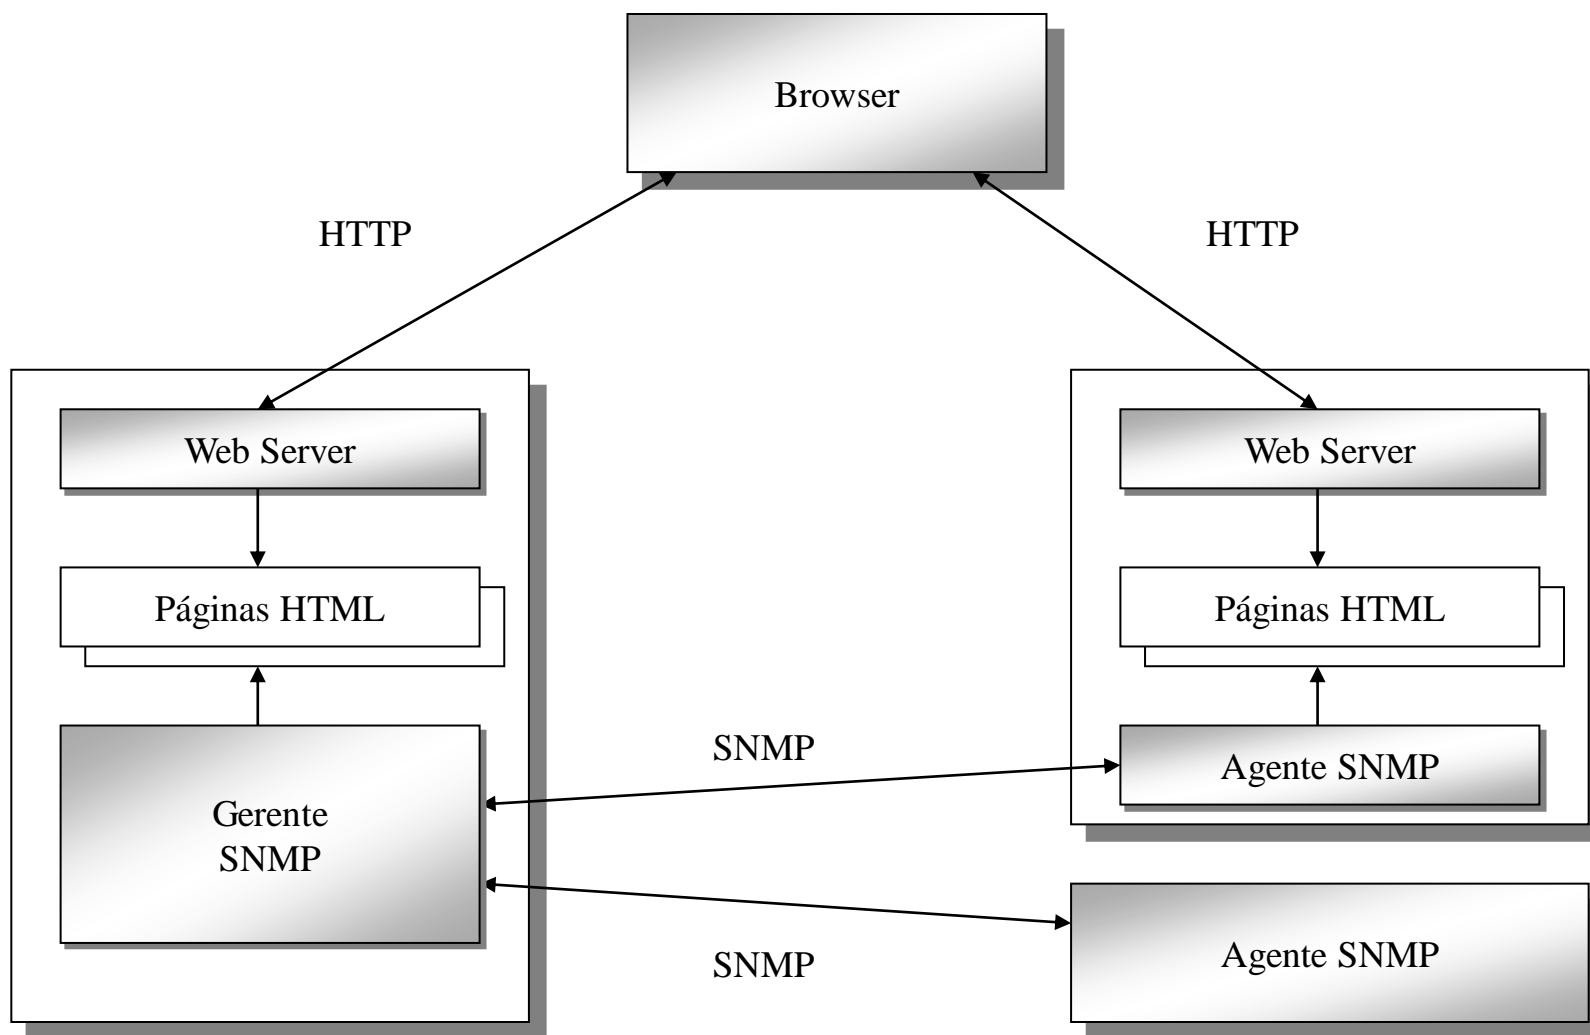 Browser
HTTP
HTTP
Web Server
Web Server
Páginas HTML
Páginas HTML
SNMP
Agente SNMP
Gerente
SNMP
Agente SNMP
SNMP